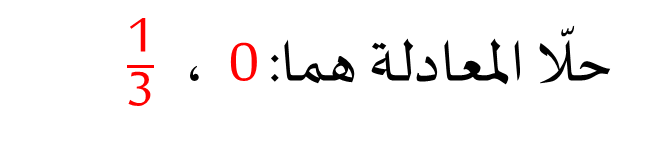 حلّا المعادلة هما: 0 ، 1/3